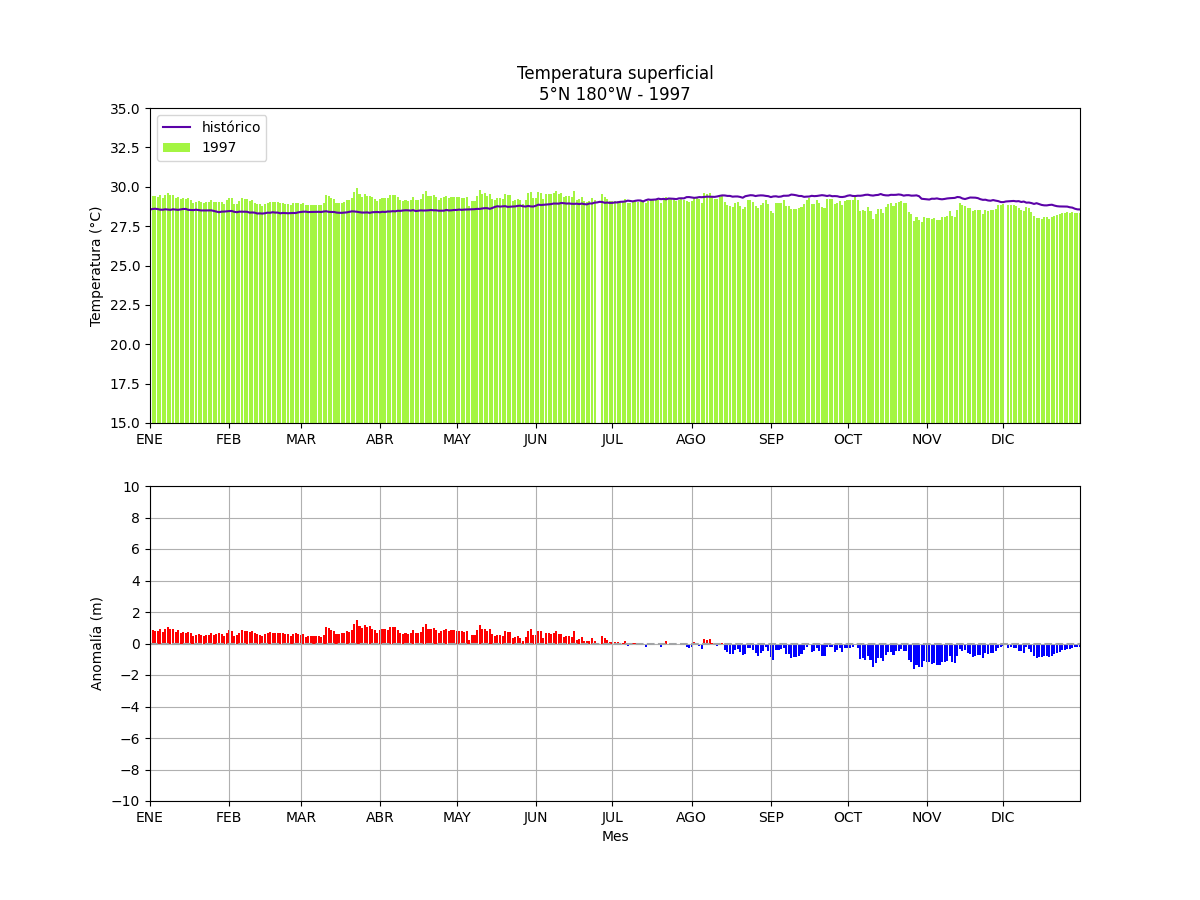 Temperatura superficial
5°N 180°W - 1997
35.0
32.5
30.0
27.5
25.0
22.5
20.0
17.5
15.0
Temperatura (°C)
histórico
1997
ENE FEB MAR ABR MAY JUN JUL AGO SEP OCT NOV DIC
10
8
6
4
2
0
−2
−4
−6
−8
−10
Anomalía (m)
ENE FEB MAR ABR MAY JUN JUL AGO SEP OCT NOV DIC
Mes